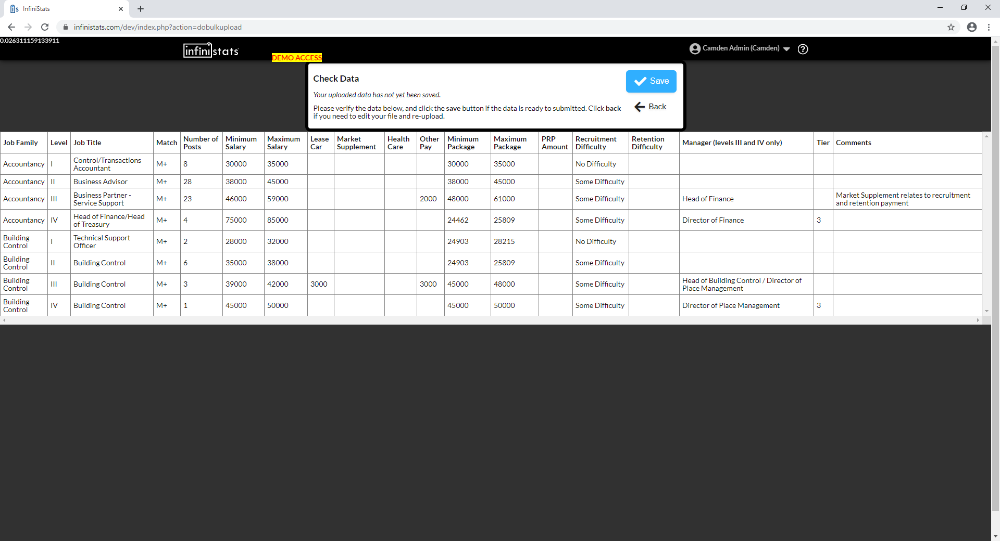 InfiniStats
infinistats.com/dev/index.php?action=dobulkupload
0.026311159133911
infinistats
DEMO ACCESS
Camden Admin (Camden)
Check Data
Save
Your uploaded data has not yet been saved.
Please verify the data below, and click the save button if the data is ready to submitted. Click back
if you need to edit your file and re-upload.
Back
Job Family Level Job Title Match Number of Posts Minimum Salary Maximum Salary Lease Car Market Supplement Health Care Other Pay Minimum Package Maximum Package PRP Amount Recruitment Difficulty Retention Difficulty Manager (levels III and IV only) Tier Comments
Accountancy I Control/Transactions Accountant M+ 8 30000 35000 30000 35000 No Difficulty
Accountancy II Business Advisor M+ 28 38000 45000 38000 45000 Some Difficulty
Accountancy III Business Partner - Service Support M+ 23 46000 59000 2000 48000 61000 Some Difficulty Head of Finance Market Supplement relates to recruitment and retention payment
Accountancy IV Head of Finance/Head of Treasury M+ 4 75000 85000 24462 25809 Some Difficulty Director of Finance 3
Building Control I Technical Support Officer M+ 2 28000 32000 24903 28215 No Difficulty
Building Control II Building Control M+ 6 35000 38000 24903 25809 Some Difficulty
Building Control III Building Control M+ 3 39000 42000 3000 3000 45000 48000 Some Difficulty Head of Building Control / Director of Place Management
Building Control IV Building Control M+ 1 45000 50000 45000 50000 Some Difficulty Director of Place Management 3